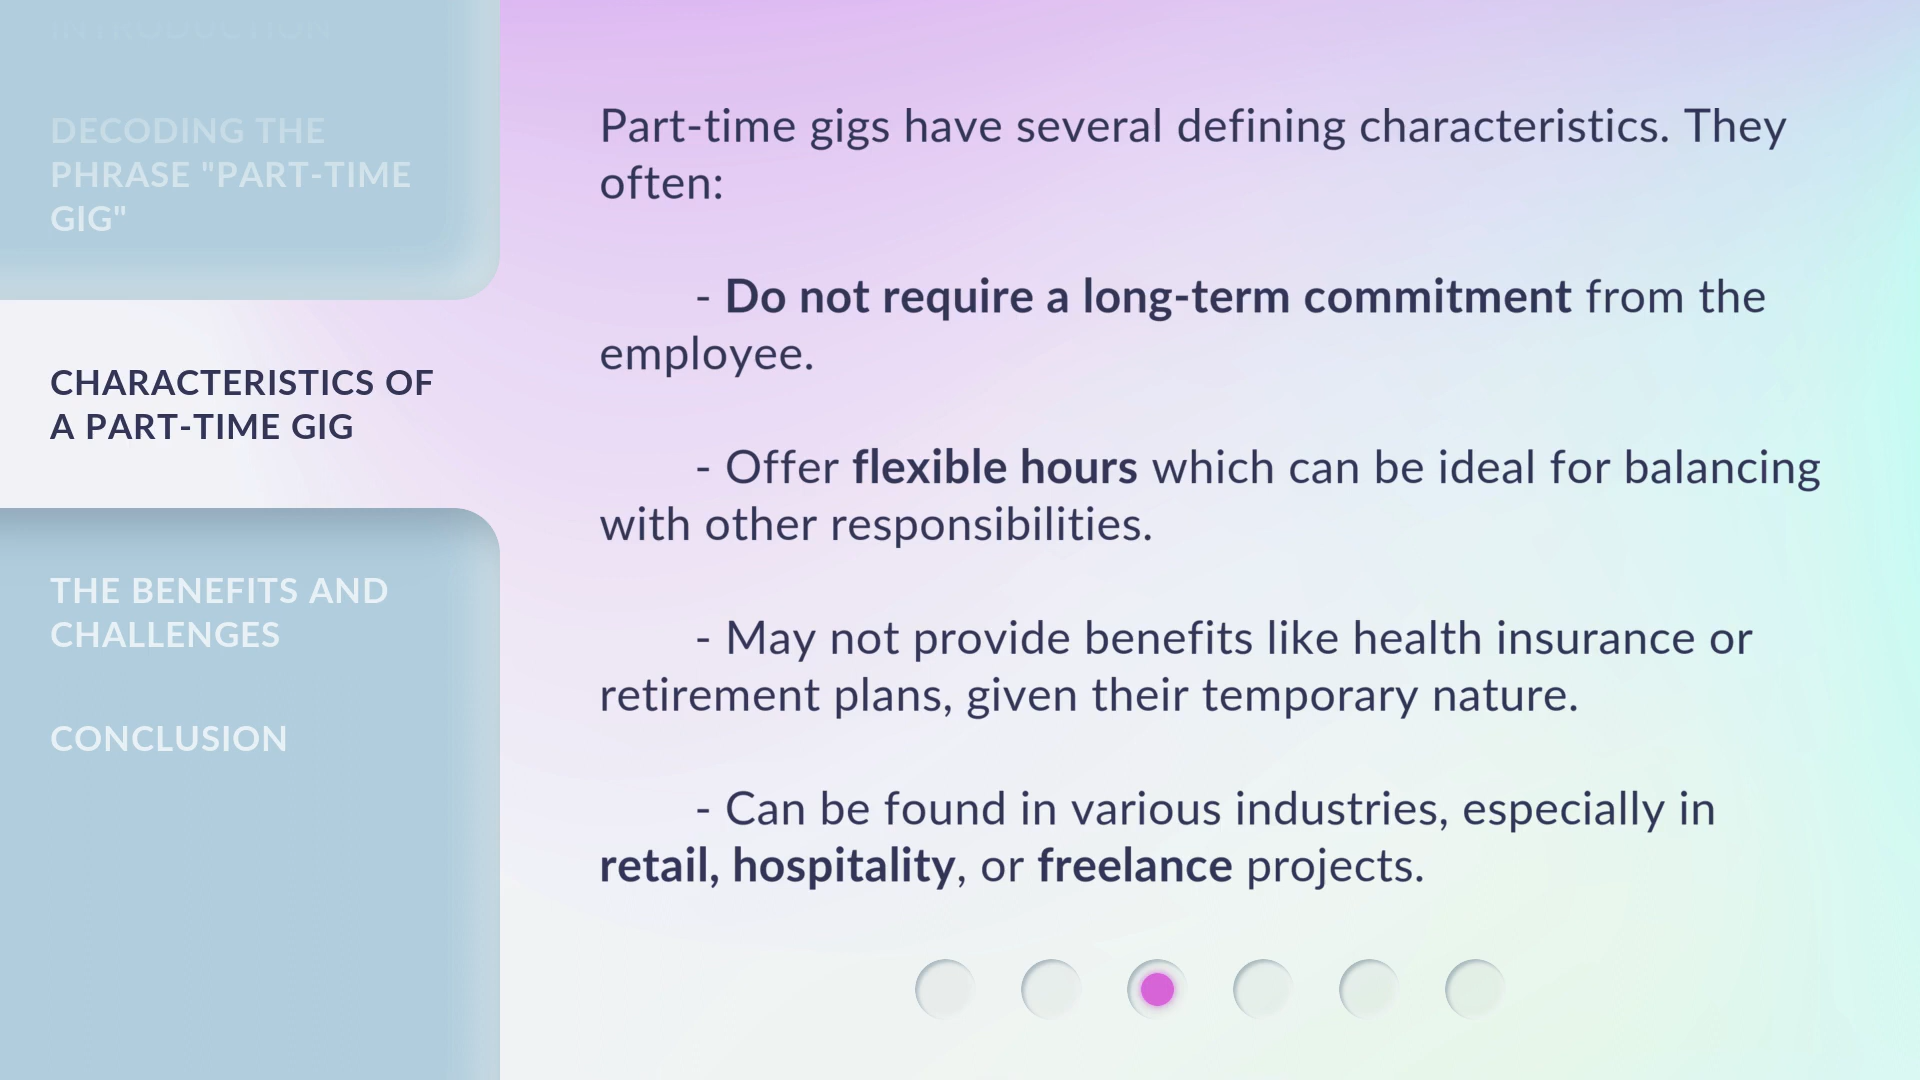 INTRODUCTION
DECODING THE
PHRASE "PART-TIME
GIG"
CHARACTERISTICS OF
A PART-TIME GIG
THE BENEFITS AND
CHALLENGES
CONCLUSION
Part-time gigs have several defining characteristics. They
often:
- Do not require a long-term commitment from the
employee.
- Offer flexible hours which can be ideal for balancing
with other responsibilities.
- May not provide benefits like health insurance or
retirement plans, given their temporary nature.
- Can be found in various industries, especially in
retail, hospitality, or freelance projects.